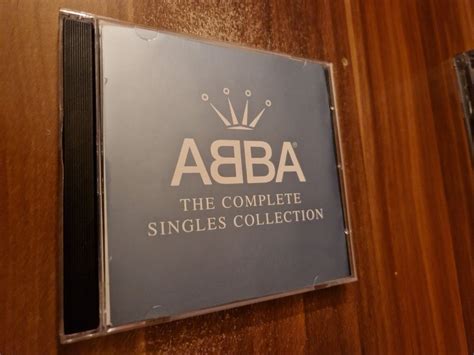 ABBA®
THE COMPLETE
SINGLES COLLECTION